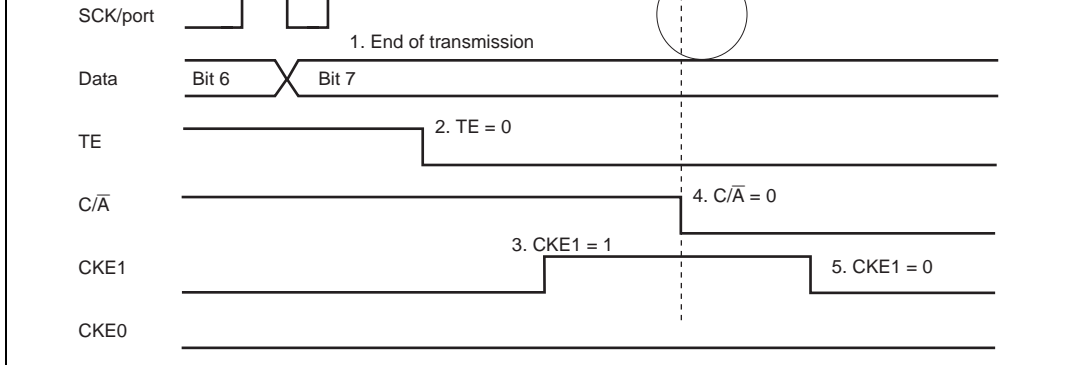 SCK/port
1. End of transmission
Data Bit 6 Bit 7
TE 2. TE = 0
C/A̅ 4. C/A̅ = 0
3. CKE1 = 1
CKE1 5. CKE1 = 0
CKE0